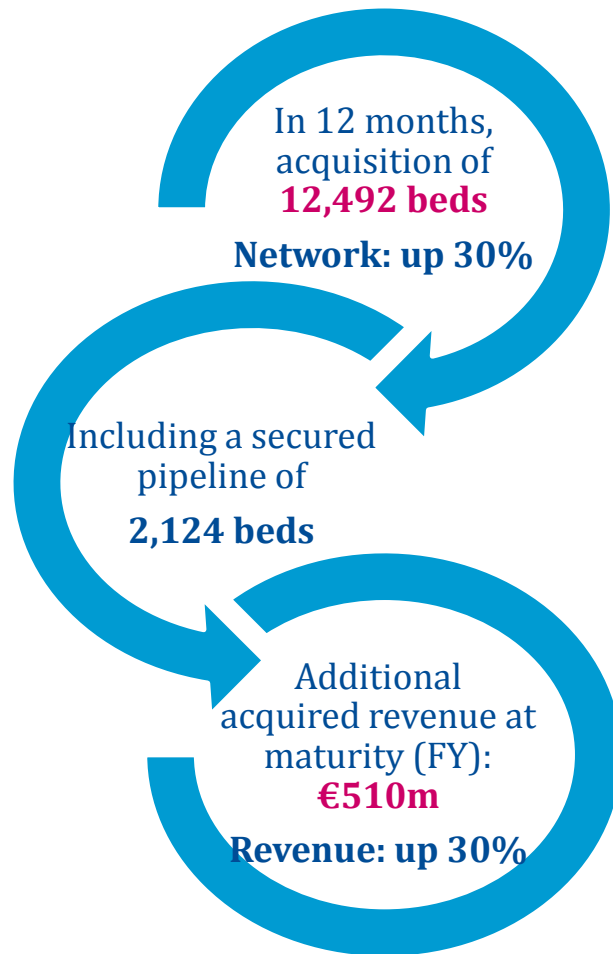 In 12 months,
acquisition of
12,492 beds
Network: up 30%
Including a secured
pipeline of
2,124 beds
Additional
acquired revenue at
maturity (FY):
€510m
Revenue: up 30%